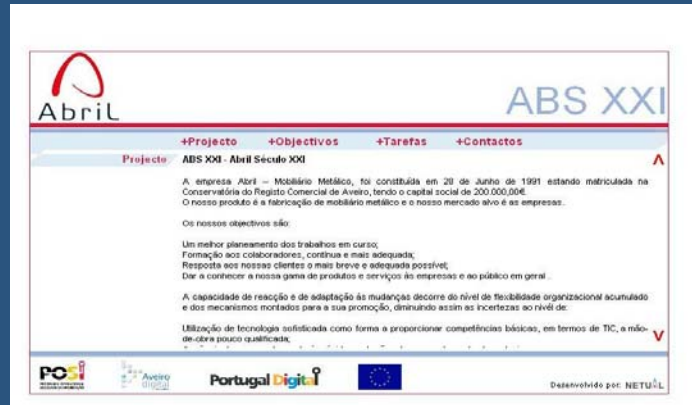 AbriL
ABS XXI
+Projecto +Objectivos +Tarefas +Contactos
Projecto ABS XXI - Abril Século XXI
A empresa Abril – Mobiliário Metálico, foi constituída em 28 de Junho de 1991 estando matriculada na
Conservatória do Registo Comercial de Aveiro, tendo o capital social de 200.000,00€.
O nosso produto é a fabricação de mobiliário metálico e o nosso mercado alvo é as empresas.
Os nossos objectivos são:
Um melhor planeamento dos trabalhos em curso;
Formação aos colaboradores, contínua e mais adequada;
Resposta aos nossas clientes o mais breve e adequada possível;
Dar a conhecer a nossa gama de produtos e serviços às empresas e ao público em geral .
A capacidade de reacção e de adaptação às mudanças decorre do nível de flexibilidade organizacional acumulado
e dos mecanismos montados para a sua promoção, diminuindo assim as incertezas ao nível de:
Utilização de tecnologia sofisticada como forma a proporcionar competências básicas, em termos de TIC, a mão-
de-obra pouco qualificada;
POSI
Aveiro
digital
Portugal Digital
Desenvolvido por: NETUAL